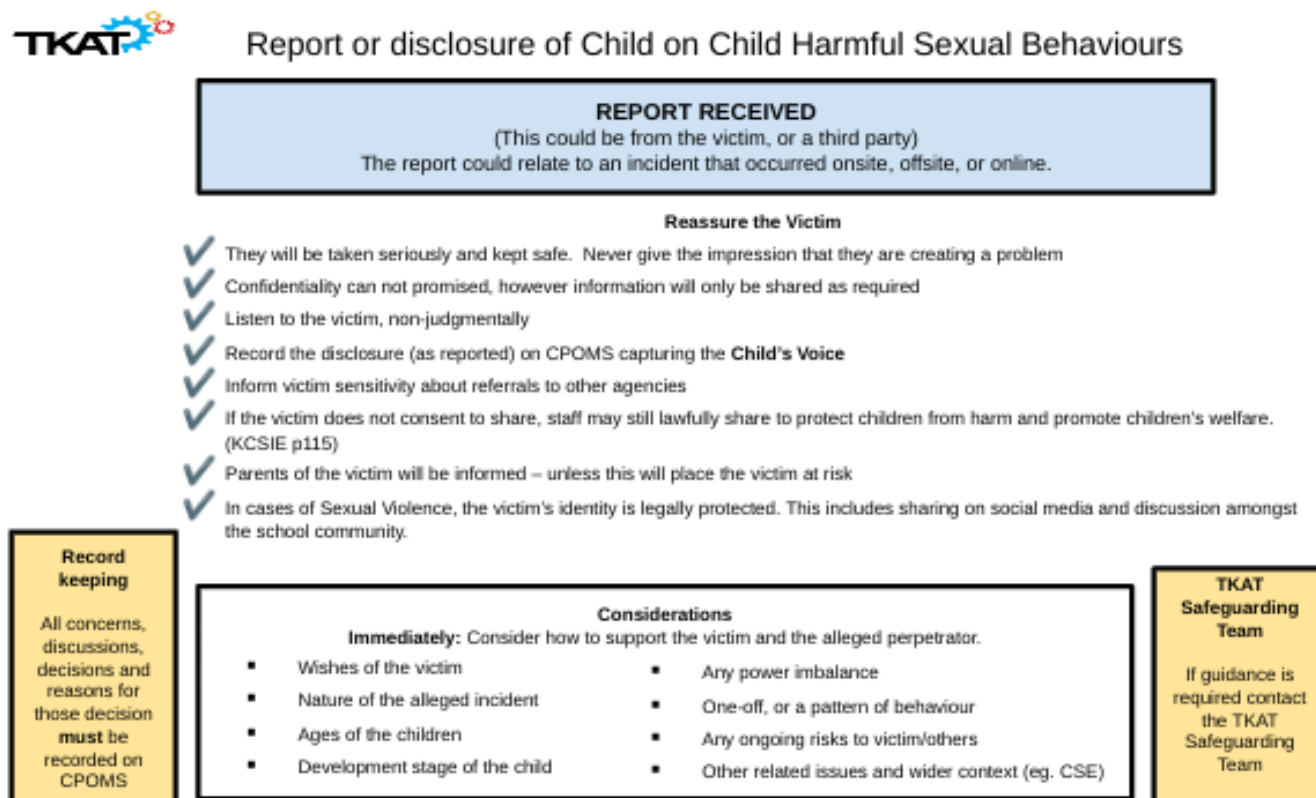 TKAT
Report or disclosure of Child on Child Harmful Sexual Behaviours
REPORT RECEIVED
(This could be from the victim, or a third party)
The report could relate to an incident that occurred onsite, offsite, or online.
Reassure the Victim
They will be taken seriously and kept safe.  Never give the impression that they are creating a problem
Confidentiality can not promised, however information will only be shared as required
Listen to the victim, non-judgmentally
Record the disclosure (as reported) on CPOMS capturing the Child's Voice
Inform victim sensitivity about referrals to other agencies
If the victim does not consent to share, staff may still lawfully share to protect children from harm and promote children's welfare.
(KCSIE p115)
Parents of the victim will be informed – unless this will place the victim at risk
In cases of Sexual Violence, the victim's identity is legally protected. This includes sharing on social media and discussion amongst
the school community.
Record
keeping
All concerns,
discussions,
decisions and
reasons for
those decision
must be
recorded on
CPOMS
Considerations
Immediately: Consider how to support the victim and the alleged perpetrator.
Wishes of the victim
Nature of the alleged incident
Ages of the children
Development stage of the child
Any power imbalance
One-off, or a pattern of behaviour
Any ongoing risks to victim/others
Other related issues and wider context (eg. CSE)
TKAT
Safeguarding
Team
If guidance is
required contact
the TKAT
Safeguarding
Team